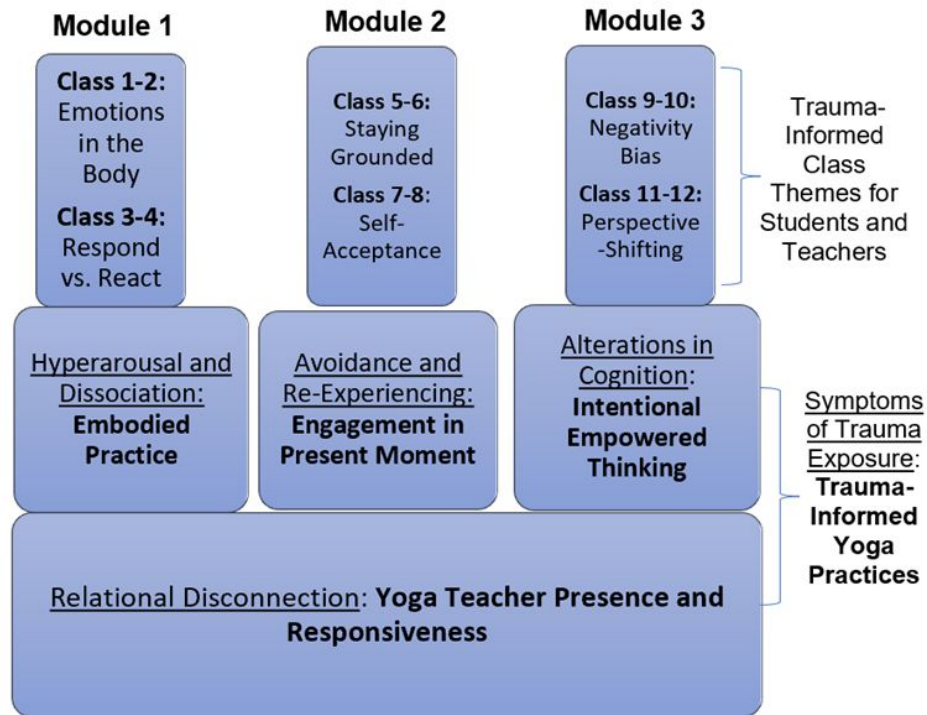 Module 1
Class 1-2:
Emotions
in the
Body
Class 3-4:
Respond
vs. React
Hyperarousal and
Dissociation:
Embodied
Practice
Module 2
Class 5-6:
Staying
Grounded
Class 7-8:
Self-
Acceptance
Avoidance and
Re-Experiencing:
Engagement in
Present Moment
Module 3
Class 9-10:
Negativity
Bias
Class 11-12:
Perspective
-Shifting
Alterations in
Cognition:
Intentional
Empowered
Thinking
Relational Disconnection: Yoga Teacher Presence and
Responsiveness
Trauma-
Informed
Class
Themes for
Students and
Teachers
Symptoms
of Trauma
Exposure:
Trauma-
Informed
Yoga
Practices